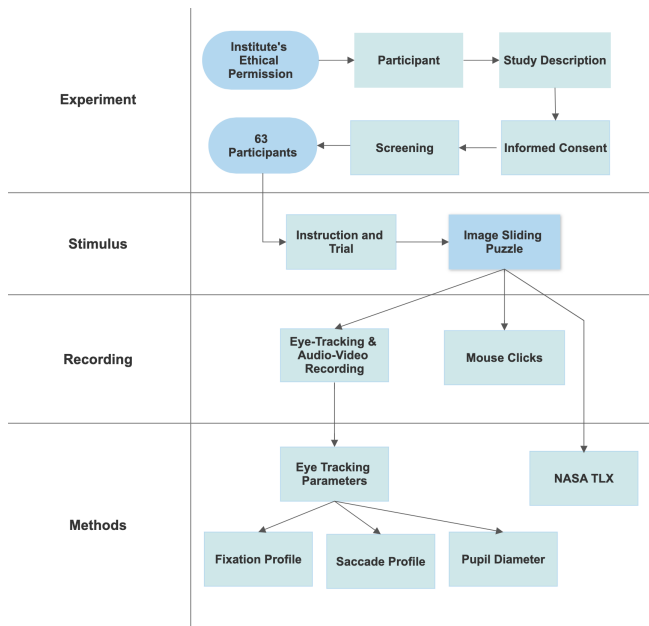 Institute's
Ethical
Permission
Participant
Study Description
Experiment
63
Participants
Screening
Informed Consent
Stimulus
Instruction and
Trial
Image Sliding
Puzzle
Recording
Eye-Tracking &
Audio-Video
Recording
Mouse Clicks
Methods
Eye Tracking
Parameters
NASA TLX
Fixation Profile
Saccade Profile
Pupil Diameter